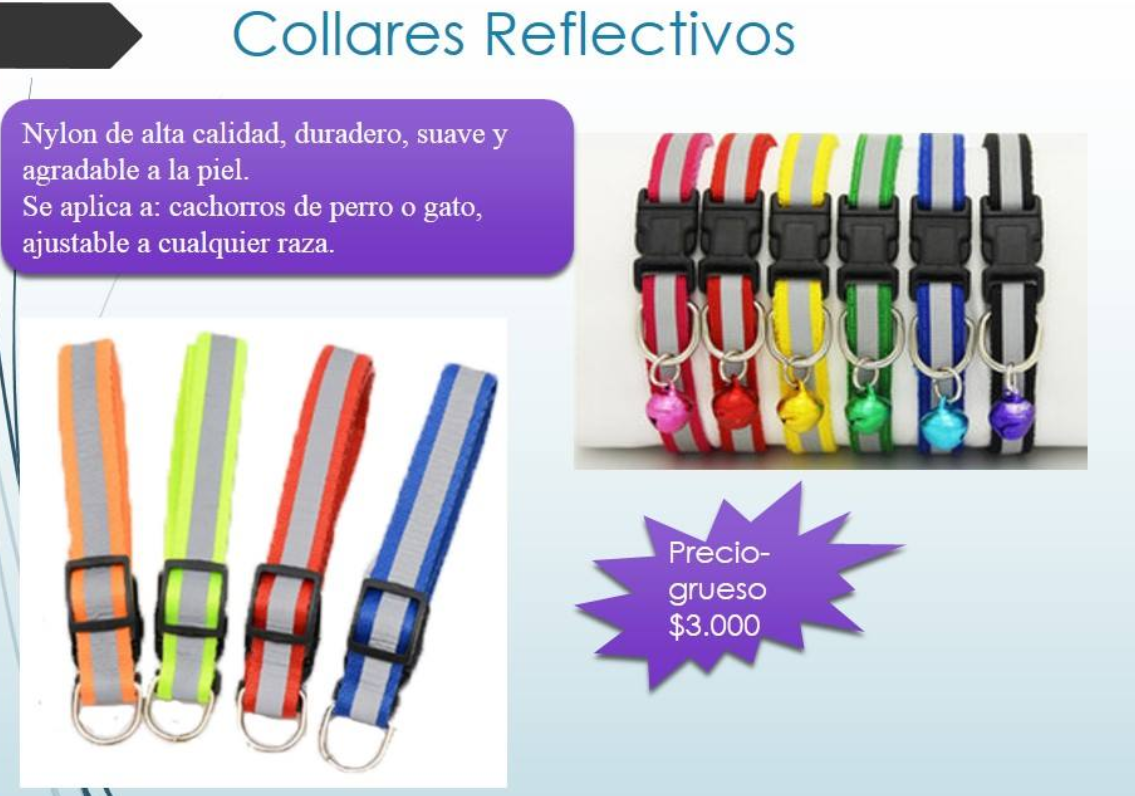 Collares Reflectivos
Nylon de alta calidad, duradero, suave y
agradable a la piel.
Se aplica a: cachorros de perro o gato,
ajustable a cualquier raza.
Precio-
grueso
$3.000